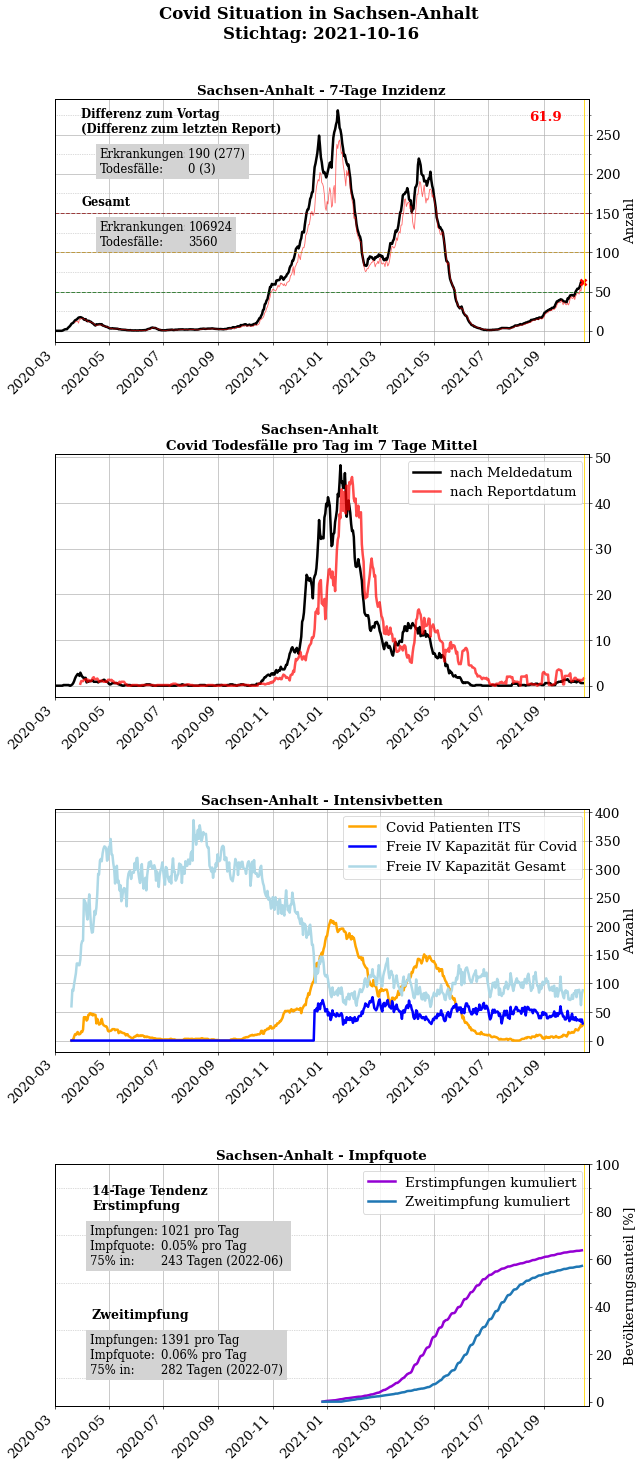 Covid Situation in Sachsen-Anhalt
Stichtag: 2021-10-16
Sachsen-Anhalt - 7-Tage Inzidenz
Differenz zum Vortag
(Differenz zum letzten Report)
Erkrankungen 190 (277)
Todesfälle: 0 (3)
Gesamt
Erkrankungen 106924
Todesfälle: 3560
61.9
250
200
150
100
50
0
Anzahl
2020-03 2020-05 2020-07 2020-09 2020-11 2021-01 2021-03 2021-05 2021-07 2021-09
Sachsen-Anhalt
Covid Todesfälle pro Tag im 7 Tage Mittel
nach Meldedatum
nach Reportdatum
50
40
30
20
10
0
2020-03 2020-05 2020-07 2020-09 2020-11 2021-01 2021-03 2021-05 2021-07 2021-09
Sachsen-Anhalt - Intensivbetten
Covid Patienten ITS
Freie IV Kapazität für Covid
Freie IV Kapazität Gesamt
400
350
300
250
200
150
100
50
0
Anzahl
2020-03 2020-05 2020-07 2020-09 2020-11 2021-01 2021-03 2021-05 2021-07 2021-09
Sachsen-Anhalt - Impfquote
14-Tage Tendenz
Erstimpfung
Impfungen: 1021 pro Tag
Impfquote: 0.05% pro Tag
75% in: 243 Tagen (2022-06)
Zweitimpfung
Impfungen: 1391 pro Tag
Impfquote: 0.06% pro Tag
75% in: 282 Tagen (2022-07)
Erstimpfungen kumuliert
Zweitimpfung kumuliert
100
80
60
40
20
0
Bevölkerungsanteil [%]
2020-03 2020-05 2020-07 2020-09 2020-11 2021-01 2021-03 2021-05 2021-07 2021-09